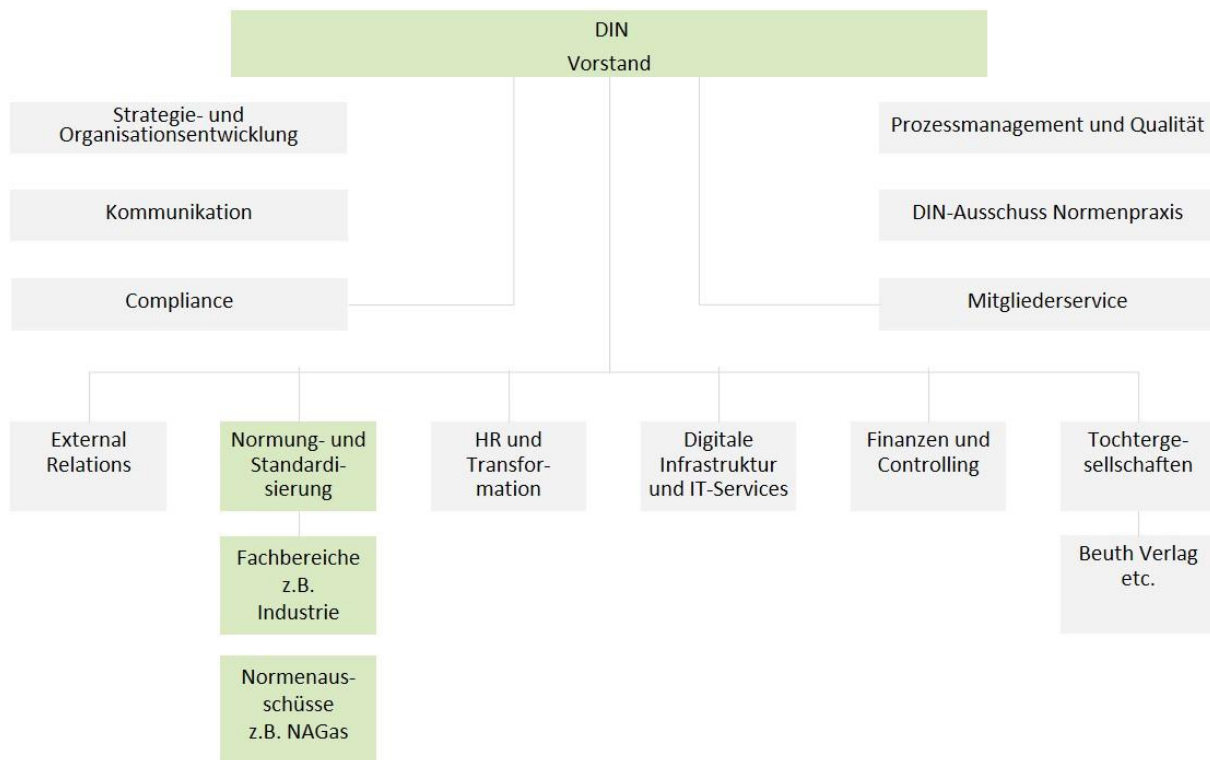 DIN
Vorstand
Strategie- und
Organisationsentwicklung
Prozessmanagement und Qualität
Kommunikation
DIN-Ausschuss Normenpraxis
Compliance
Mitgliederservice
External
Relations
Normung- und
Standardi-
sierung
HR und
Transfor-
mation
Digitale
Infrastruktur
und IT-Services
Finanzen und
Controlling
Tochterge-
sellschaften
Fachbereiche
z.B.
Industrie
Beuth Verlag
etc.
Normenaus-
schüsse
z.B. NAGas